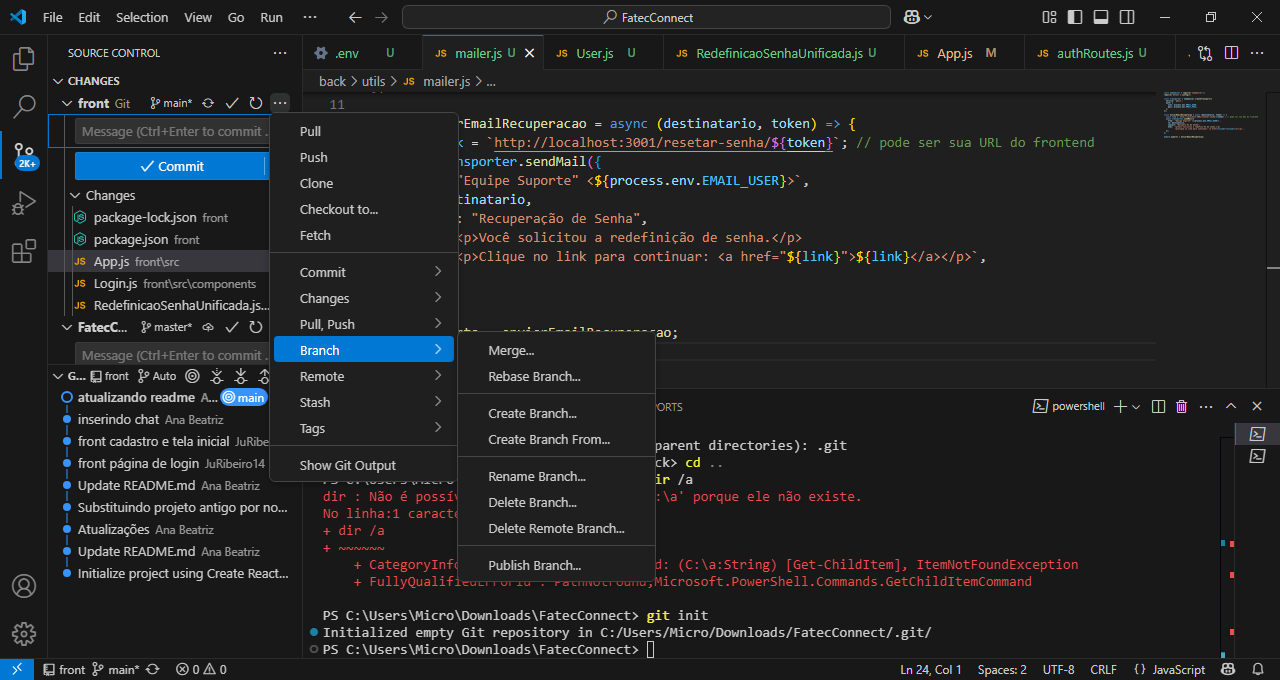 File Edit Selection View Go Run ··· FatecConnect
SOURCE CONTROL ···
.env U JS mailer.js U JS User.js U JS RedefinicaoSenhaUnificada.js U JS App.js M JS authRoutes.js U ···
CHANGES
back > utils > JS mailer.js > ...
front Git main* ···
11
Message (Ctrl+Enter to commit ...
Commit
Changes
package-lock.json front
package.json front
JS App.js front\src
JS Login.js front\src\components
JS RedefinicaoSenhaUnificada.js...
FatecC... master*
Message (Ctrl+Enter to commit ...
2K+
G... front Auto
atualizando readme A... main
inserindo chat Ana Beatriz
front cadastro e tela inicial JuRibe
front página de login JuRibeiro14
Update README.md Ana Beatriz
Substituindo projeto antigo por no...
Atualizações Ana Beatriz
Update README.md Ana Beatriz
Initialize project using Create React...
Pull
Push
Clone
Checkout to...
Fetch
Commit
Changes
Pull, Push
Branch
Remote
Stash
Tags
Show Git Output
Merge...
Rebase Branch...
Create Branch...
Create Branch From...
Rename Branch...
Delete Branch...
Delete Remote Branch...
Publish Branch...
rEmailRecuperacao = async (destinatario, token) => {
k = `http://localhost:3001/resetar-senha/${token}`; // pode ser sua URL do frontend
nsporter.sendMail({
"Equipe Suporte" <${process.env.EMAIL_USER}>`,
tinatario,
: "Recuperação de Senha",
<p>Você solicitou a redefinição de senha.</p>
<p>Clique no link para continuar: <a href="${link}">${link}</a></p>`,
PORTS powershell ···
parent directories): .git
ck> cd ..
ir /a
dir : Não é possív :\a' porque ele não existe.
No linha:1 caracte
+ dir /a
+ ~~~~~~
+ CategoryInfo d: (C:\a:String) [Get-ChildItem], ItemNotFoundException
+ FullyQualifiedErrorId : PathNotFound,Microsoft.PowerShell.Commands.GetChildItemCommand
PS C:\Users\Micro\Downloads\FatecConnect> git init
Initialized empty Git repository in C:/Users/Micro/Downloads/FatecConnect/.git/
PS C:\Users\Micro\Downloads\FatecConnect>
front main* 0 0 Ln 24, Col 1 Spaces: 2 UTF-8 CRLF {} JavaScript